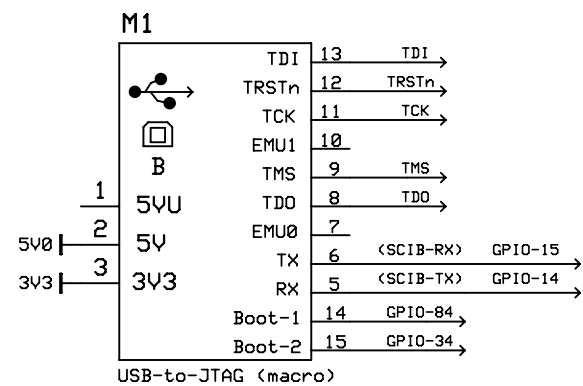 M1
TDI 13 TDI
TRSTn 12 TRSTn
TCK 11 TCK
EMU1 10
B
TMS 9 TMS
1 5VU TDO 8 TDO
2 5V0 5V EMU0 7
TX 6 (SCIB-RX) GPIO-15
3 3V3 3V3 RX 5 (SCIB-TX) GPIO-14
Boot-1 14 GPIO-84
Boot-2 15 GPIO-34
USB-to-JTAG (macro)